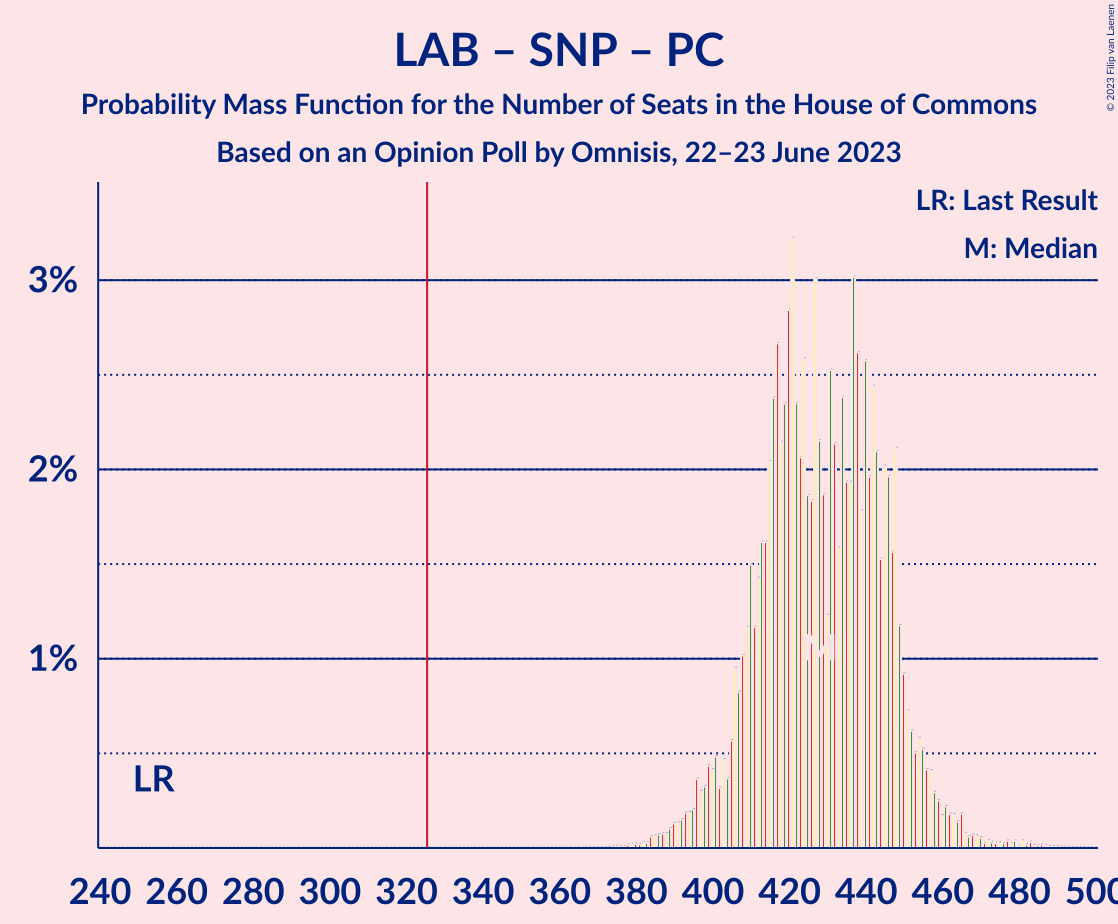 LAB – SNP – PC
Probability Mass Function for the Number of Seats in the House of Commons
Based on an Opinion Poll by Omnisis, 22–23 June 2023
© 2023 Filip van Laenen
LR: Last Result
M: Median
3%
2%
1%
LR
M
240 260 280 300 320 340 360 380 400 420 440 460 480 500